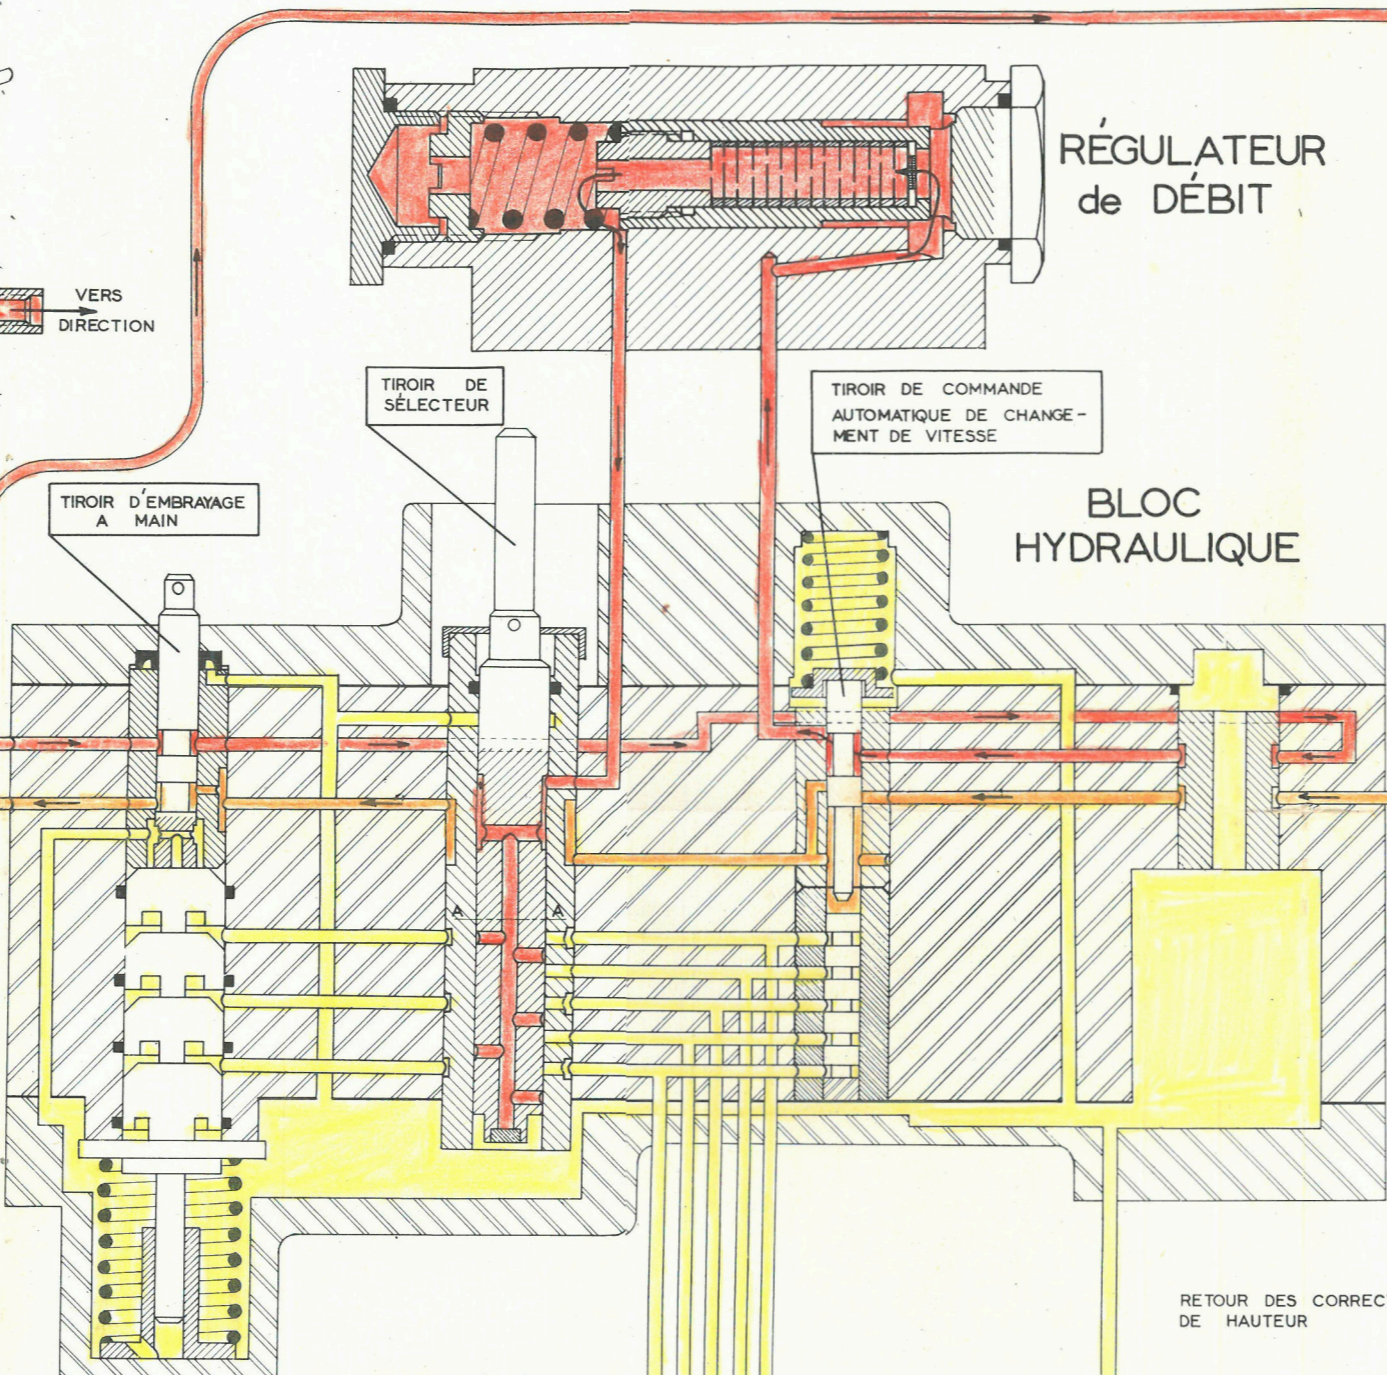 RÉGULATEUR
de DÉBIT
VERS
DIRECTION
TIROIR DE
SÉLECTEUR
TIROIR DE COMMANDE
AUTOMATIQUE DE CHANGE-
MENT DE VITESSE
TIROIR D'EMBRAYAGE
A MAIN
BLOC
HYDRAULIQUE
A A
RETOUR DES CORREC
DE HAUTEUR